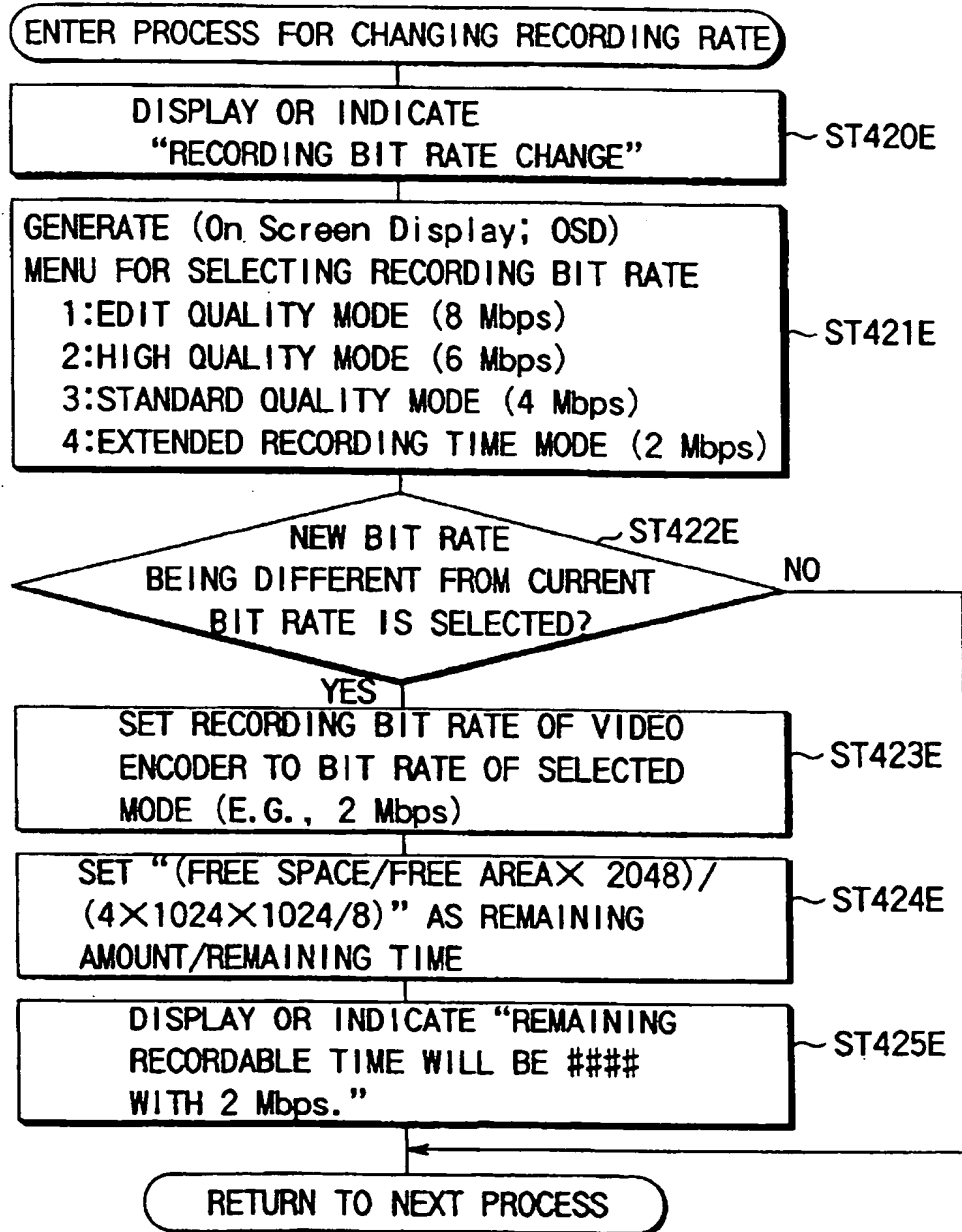 ENTER PROCESS FOR CHANGING RECORDING RATE
DISPLAY OR INDICATE
"RECORDING BIT RATE CHANGE"
ST420E
GENERATE (On Screen Display; OSD)
MENU FOR SELECTING RECORDING BIT RATE
1:EDIT QUALITY MODE (8 Mbps)
2:HIGH QUALITY MODE (6 Mbps)
3:STANDARD QUALITY MODE (4 Mbps)
4:EXTENDED RECORDING TIME MODE (2 Mbps)
ST421E
NEW BIT RATE
BEING DIFFERENT FROM CURRENT
BIT RATE IS SELECTED?
ST422E
NO
YES
SET RECORDING BIT RATE OF VIDEO
ENCODER TO BIT RATE OF SELECTED
MODE (E.G., 2 Mbps)
ST423E
SET "(FREE SPACE/FREE AREA× 2048)/
(4×1024×1024/8)" AS REMAINING
AMOUNT/REMAINING TIME
ST424E
DISPLAY OR INDICATE "REMAINING
RECORDABLE TIME WILL BE ####
WITH 2 Mbps."
ST425E
RETURN TO NEXT PROCESS